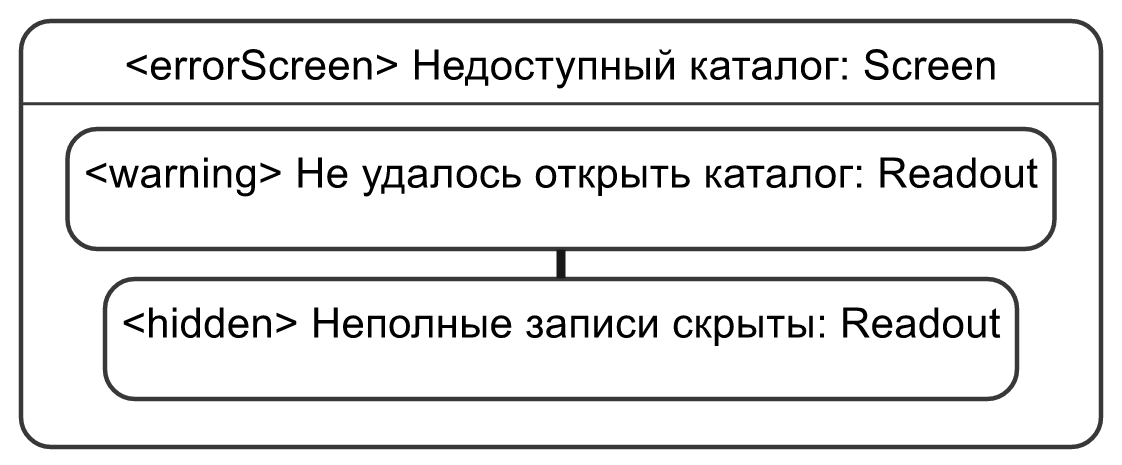 <errorScreen> Недоступный каталог: Screen
<warning> Не удалось открыть каталог: Readout
<hidden> Неполные записи скрыты: Readout